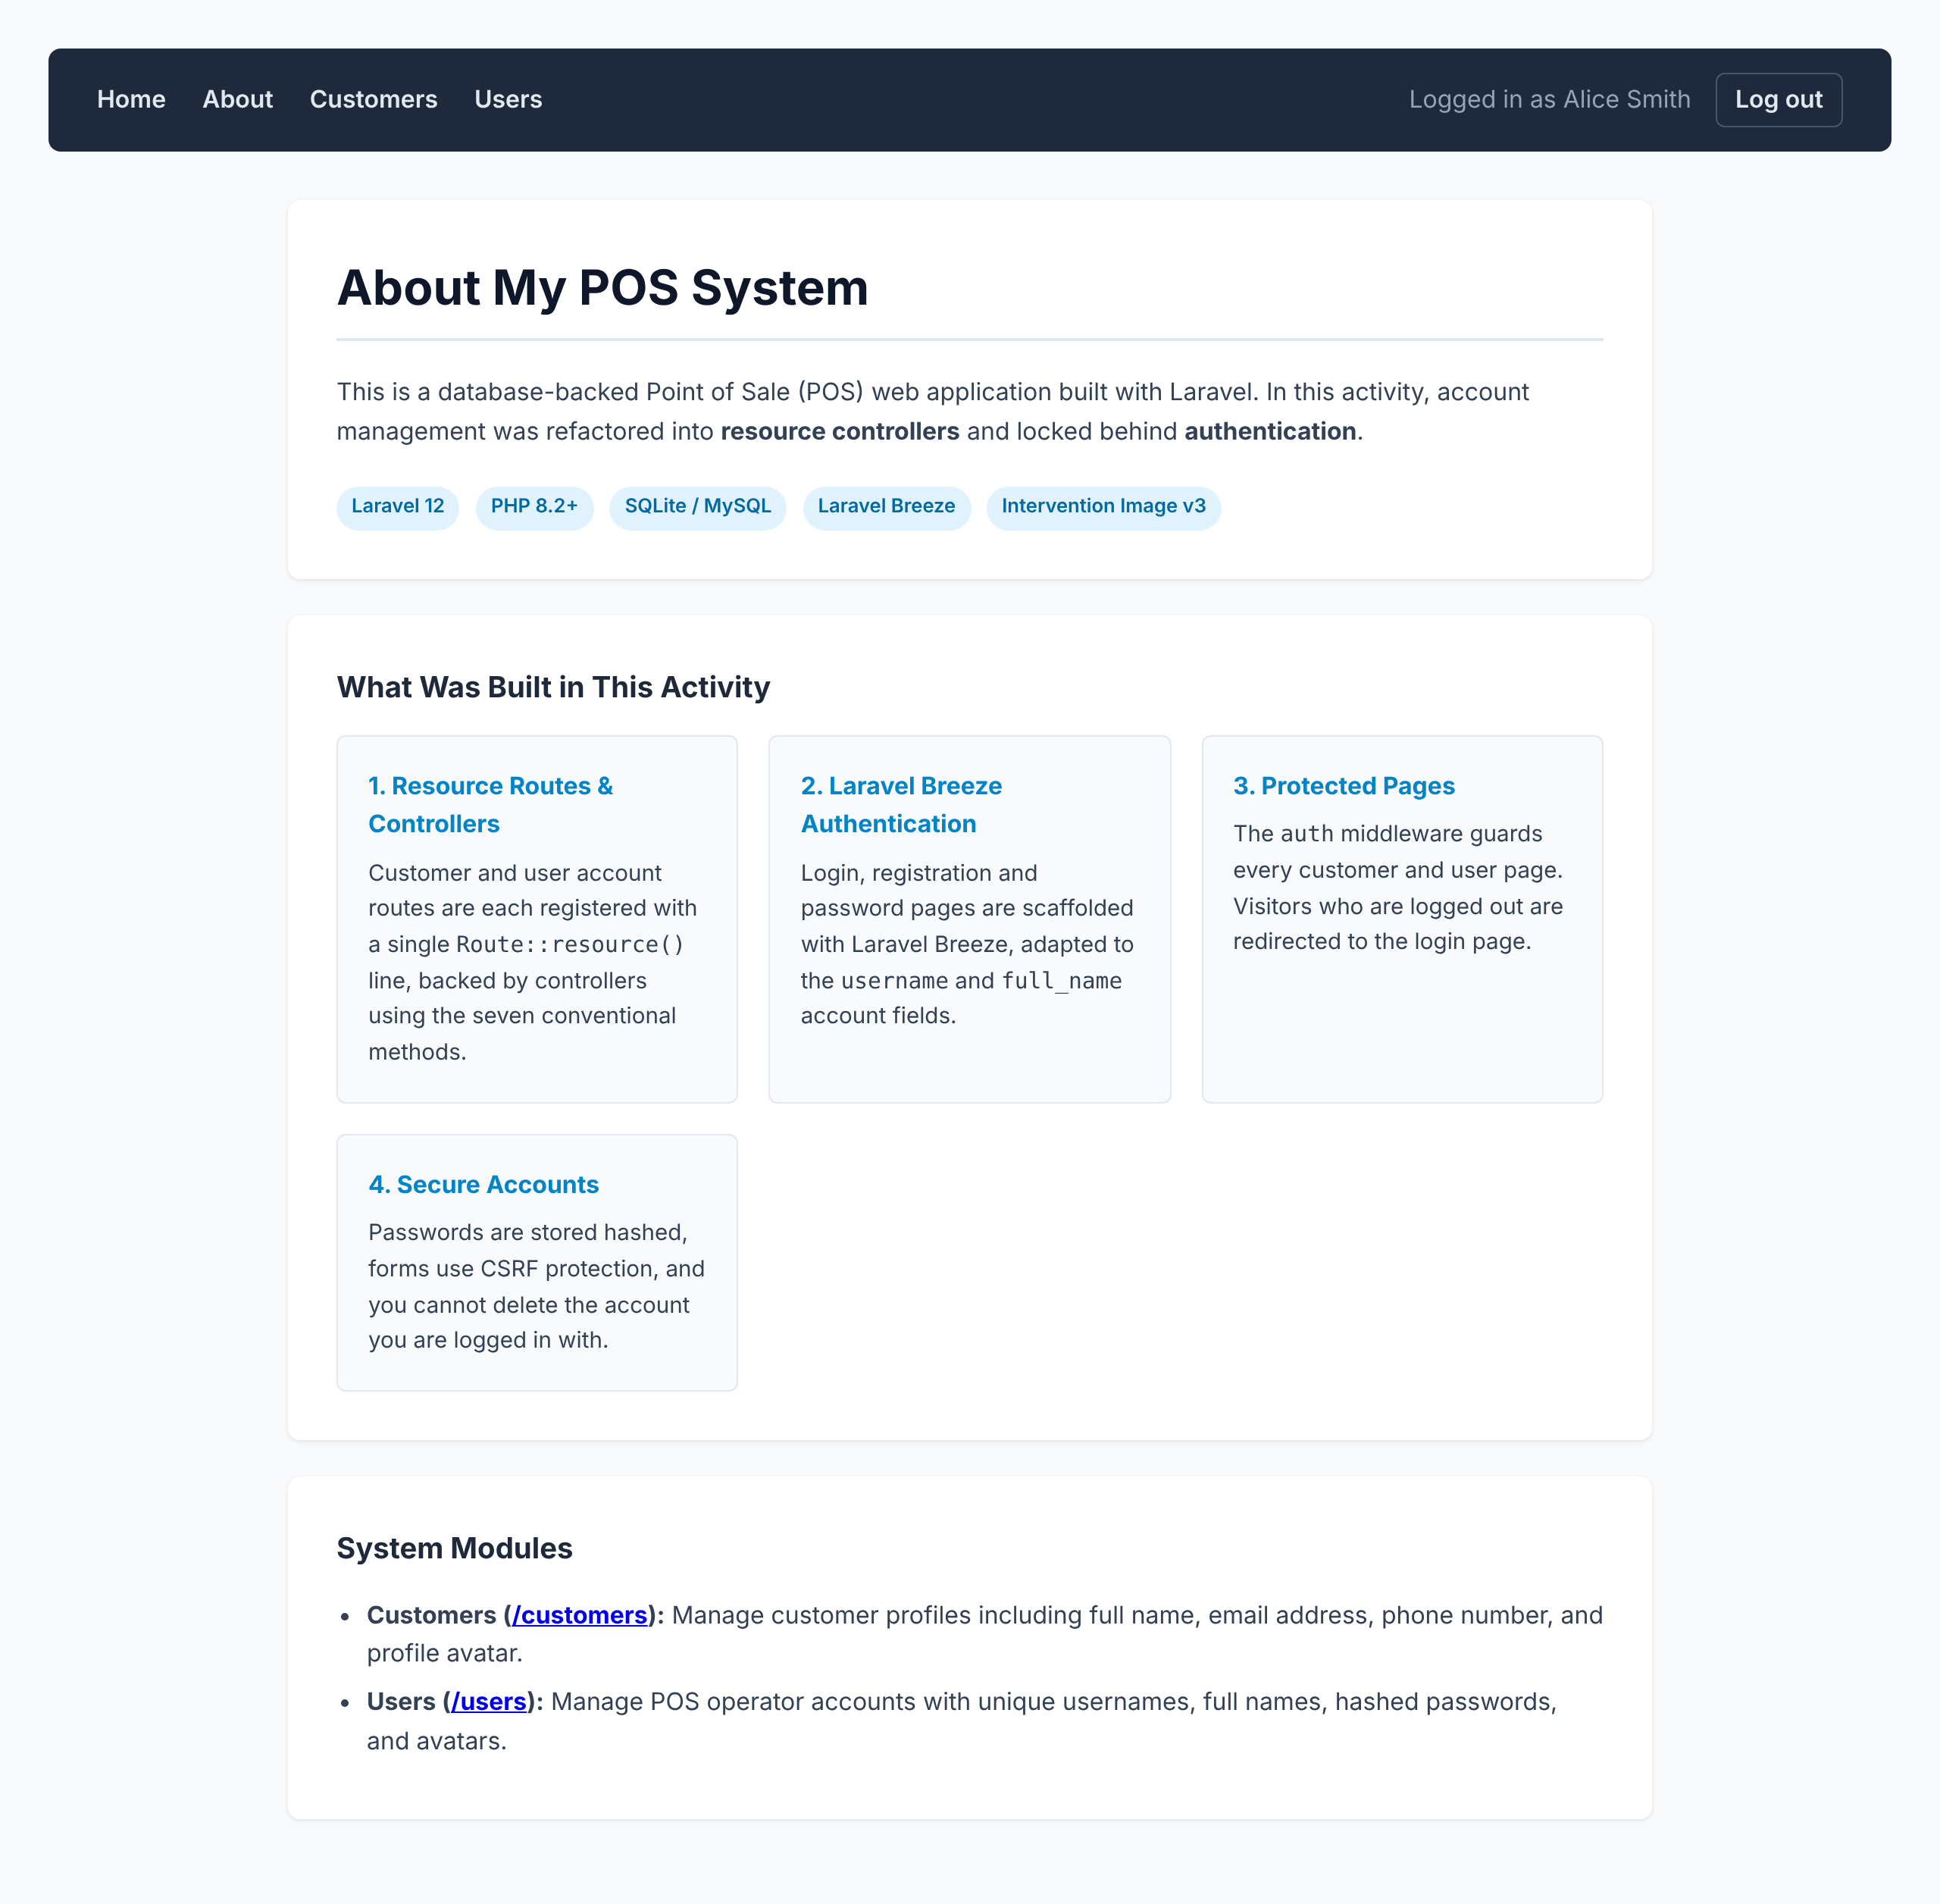 Home About Customers Users Logged in as Alice Smith Log out
About My POS System
This is a database-backed Point of Sale (POS) web application built with Laravel. In this activity, account
management was refactored into resource controllers and locked behind authentication.
Laravel 12 PHP 8.2+ SQLite / MySQL Laravel Breeze Intervention Image v3
What Was Built in This Activity
1. Resource Routes &
Controllers
Customer and user account
routes are each registered with
a single Route::resource()
line, backed by controllers
using the seven conventional
methods.
2. Laravel Breeze
Authentication
Login, registration and
password pages are scaffolded
with Laravel Breeze, adapted to
the username and full_name
account fields.
3. Protected Pages
The auth middleware guards
every customer and user page.
Visitors who are logged out are
redirected to the login page.
4. Secure Accounts
Passwords are stored hashed,
forms use CSRF protection, and
you cannot delete the account
you are logged in with.
System Modules
• Customers (/customers): Manage customer profiles including full name, email address, phone number, and
profile avatar.
• Users (/users): Manage POS operator accounts with unique usernames, full names, hashed passwords,
and avatars.